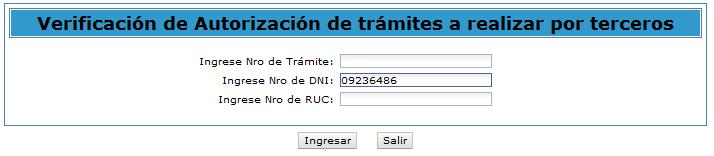 Verificación de Autorización de trámites a realizar por terceros
Ingrese Nro de Trámite:
Ingrese Nro de DNI: 09236486
Ingrese Nro de RUC:
Ingresar Salir